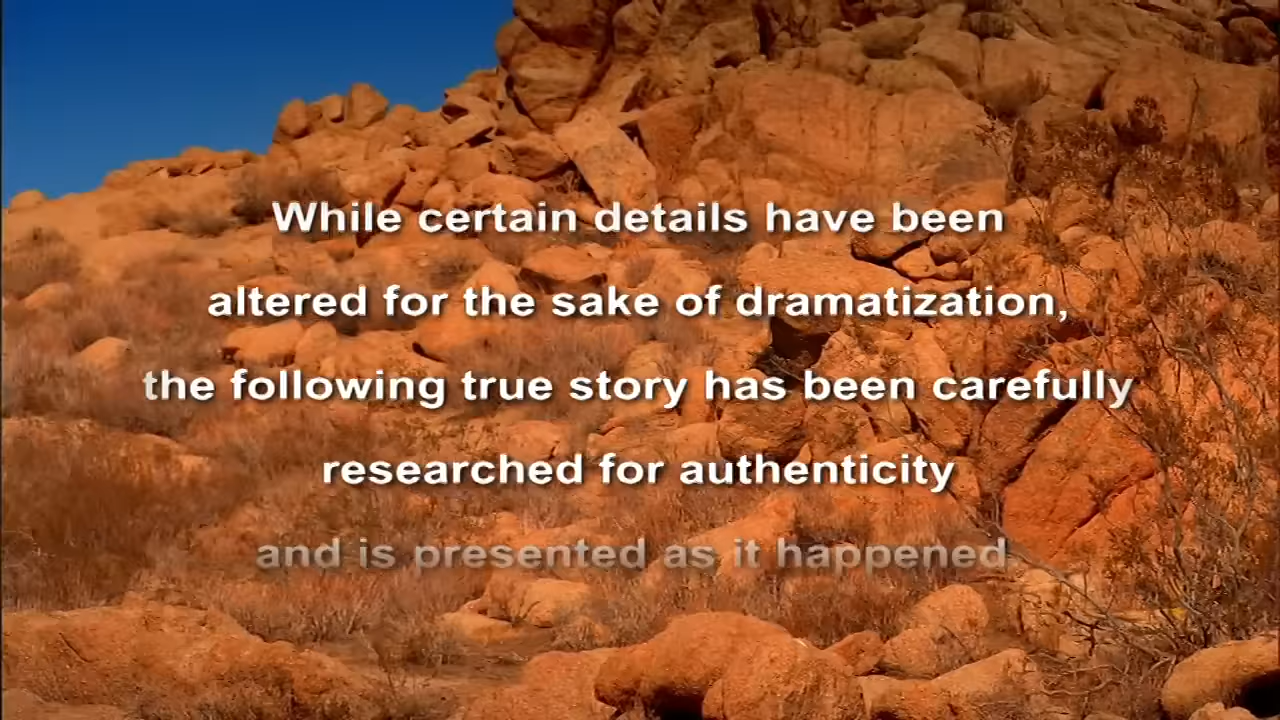 While certain details have been
altered for the sake of dramatization,
the following true story has been carefully
researched for authenticity
and is presented as it happened